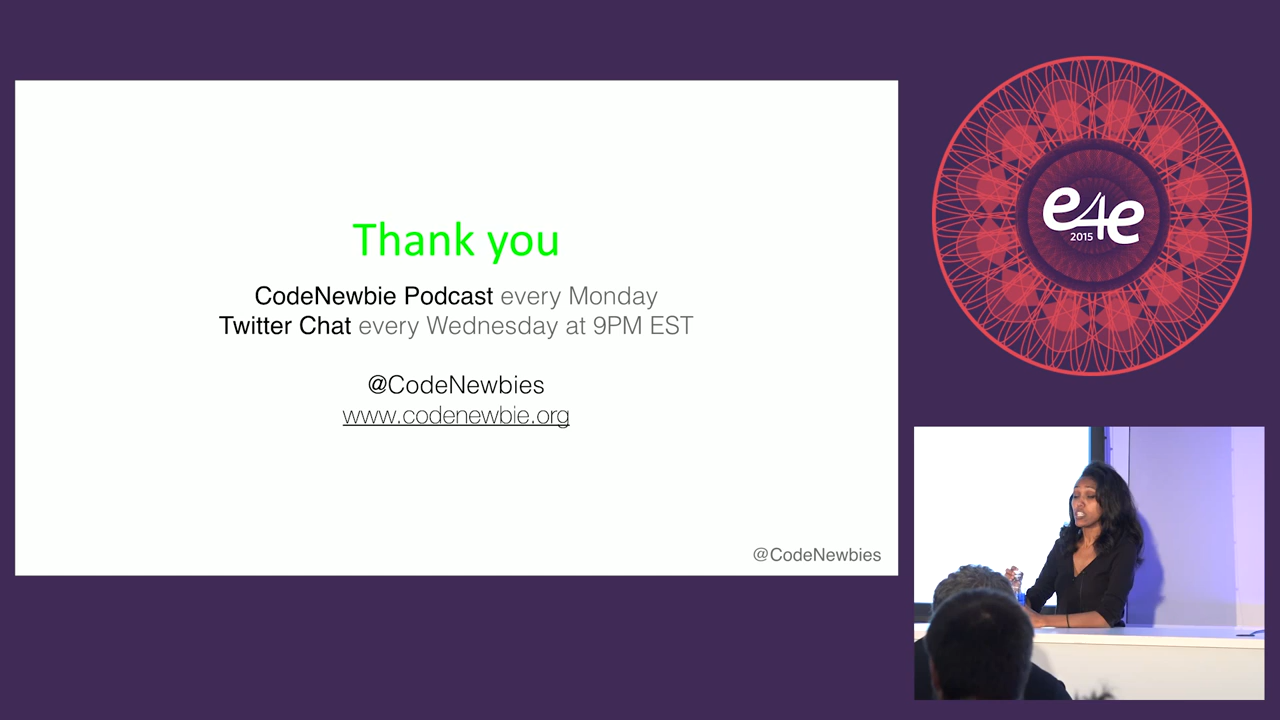 Thank you
CodeNewbie Podcast every Monday
Twitter Chat every Wednesday at 9PM EST
@CodeNewbies
www.codenewbie.org
@CodeNewbies
e4e
2015